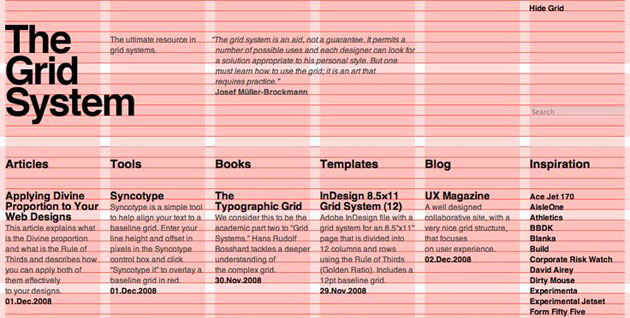 Hide Grid
The
Grid
System
The ultimate resource in
grid systems.
"The grid system is an aid, not a guarantee. It permits a
number of possible uses and each designer can look for
a solution appropriate to his personal style. But one
must learn how to use the grid; it is an art that
requires practice."
Josef Müller-Brockmann
Search
Articles
Applying Divine
Proportion to Your
Web Designs
This article explains what
is the Divine proportion
and what is the Rule of
Thirds and describes how
you can apply both of
them effectively
to your designs.
01.Dec.2008
Tools
Syncotype
Syncotype is a simple tool
to help align your text to a
baseline grid. Enter your
line height and offset in
pixels in the Syncotype
control box and click
"Syncotype it" to overlay a
baseline grid in red.
01.Dec.2008
Books
The
Typographic Grid
We consider this to be the
academic part two to "Grid
Systems." Hans Rudolf
Bosshard tackles a deeper
understanding of
the complex grid.
30.Nov.2008
Templates
InDesign 8.5x11
Grid System (12)
Adobe InDesign file with a
grid system for an 8.5"x11"
page that is divided into
12 columns and rows
using the Rule of Thirds
(Golden Ratio). Includes a
12pt baseline grid.
29.Nov.2008
Blog
UX Magazine
A well designed
collaborative site, with a
very nice grid structure,
that focuses
on user experience.
02.Dec.2008
Inspiration
Ace Jet 170
AisleOne
Athletics
BBDK
Blanka
Build
Corporate Risk Watch
David Airey
Dirty Mouse
Experimenta
Experimental Jetset
Form Fifty Five